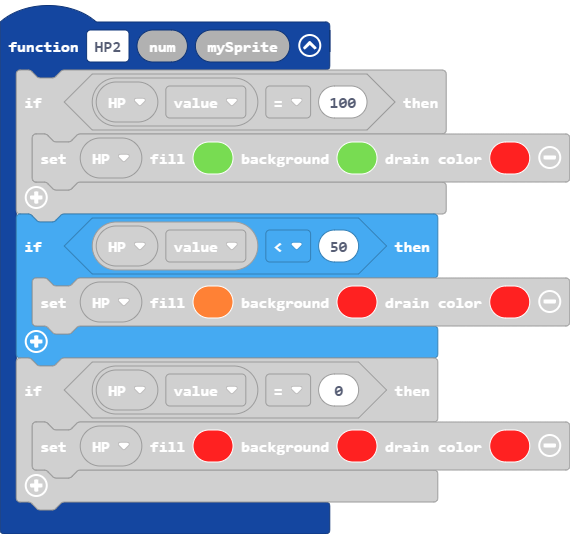 function HP2 num mySprite
if HP value = 100 then
set HP fill background drain color
if HP value < 50 then
set HP fill background drain color
if HP value = 0 then
set HP fill background drain color